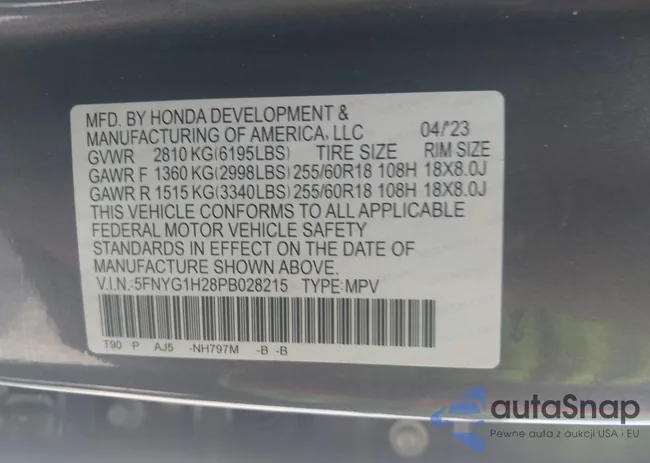 MFD. BY HONDA DEVELOPMENT &
MANUFACTURING OF AMERICA, LLC 04/'23
GVWR 2810 KG(6195LBS) TIRE SIZE RIM SIZE
GAWR F 1360 KG(2998LBS) 255/60R18 108H 18X8.0J
GAWR R 1515 KG(3340LBS) 255/60R18 108H 18X8.0J
THIS VEHICLE CONFORMS TO ALL APPLICABLE
FEDERAL MOTOR VEHICLE SAFETY
STANDARDS IN EFFECT ON THE DATE OF
MANUFACTURE SHOWN ABOVE.
V.I.N.:5FNYG1H28PB028215 TYPE:MPV
T90 P AJ5 -NH797M -B -B
autaSnap
Pewne auta z aukcji USA i EU